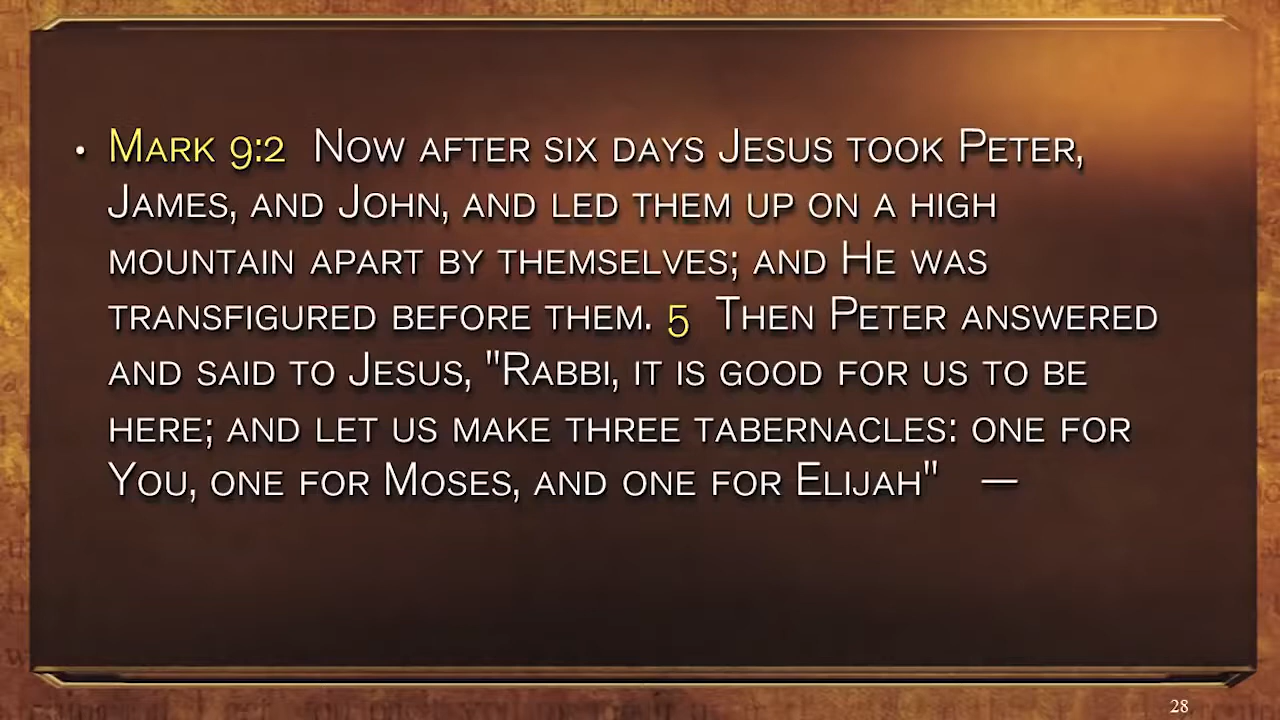 • Mark 9:2 Now after six days Jesus took Peter,
James, and John, and led them up on a high
mountain apart by themselves; and He was
transfigured before them. 5 Then Peter answered
and said to Jesus, "Rabbi, it is good for us to be
here; and let us make three tabernacles: one for
You, one for Moses, and one for Elijah" —
28